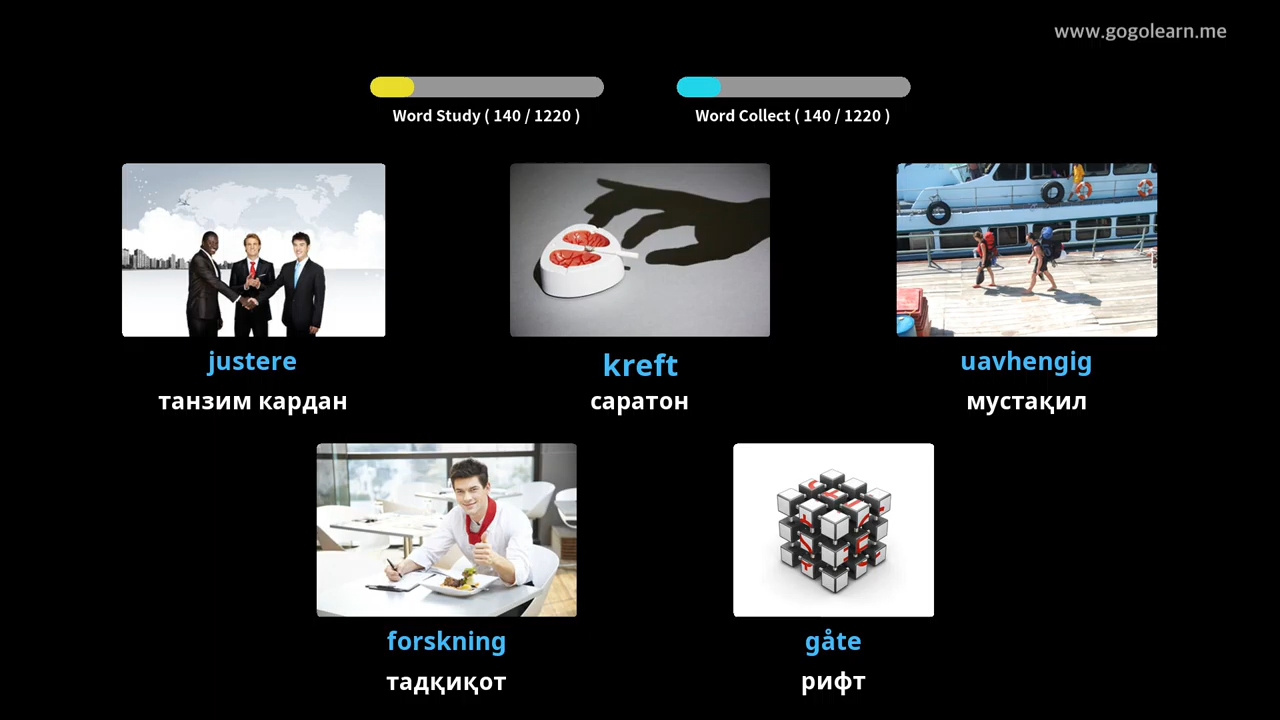 www.gogolearn.me
Word Study ( 140 / 1220 )
Word Collect ( 140 / 1220 )
justere
танзим кардан
kreft
саратон
uavhengig
мустақил
forskning
тадқиқот
gåte
рифт